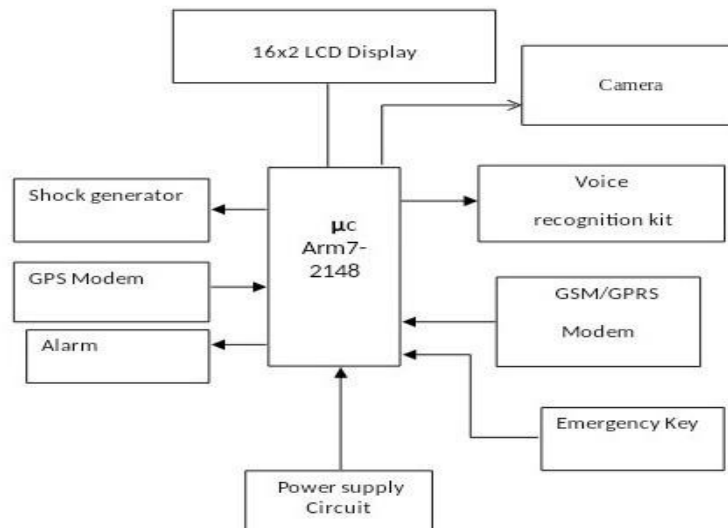 16x2 LCD Display
Camera
Shock generator
Voice
recognition kit
µc
Arm7-
2148
GPS Modem
GSM/GPRS
Modem
Alarm
Emergency Key
Power supply
Circuit